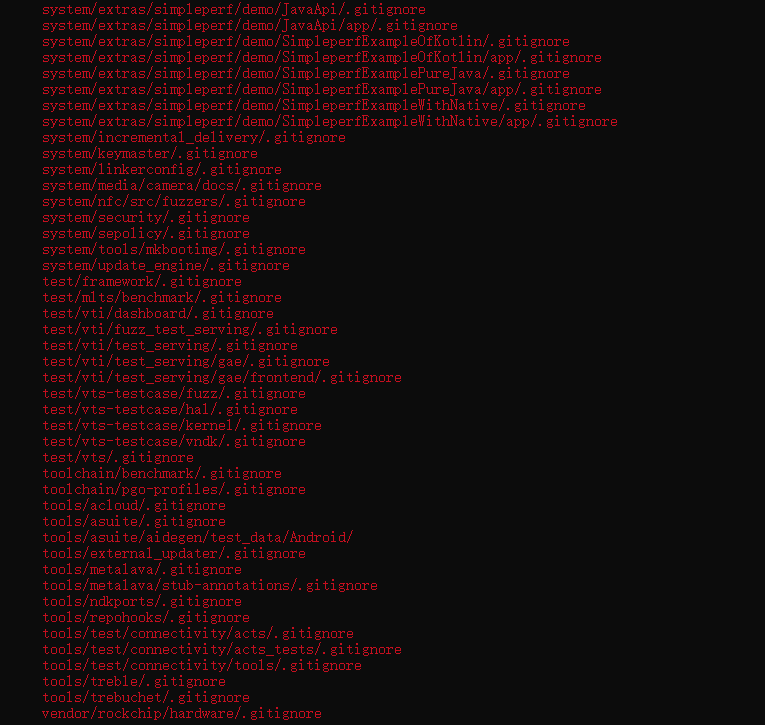 system/extras/simpleperf/demo/JavaApi/.gitignore
system/extras/simpleperf/demo/JavaApi/app/.gitignore
system/extras/simpleperf/demo/SimpleperfExampleOfKotlin/.gitignore
system/extras/simpleperf/demo/SimpleperfExampleOfKotlin/app/.gitignore
system/extras/simpleperf/demo/SimpleperfExamplePureJava/.gitignore
system/extras/simpleperf/demo/SimpleperfExamplePureJava/app/.gitignore
system/extras/simpleperf/demo/SimpleperfExampleWithNative/.gitignore
system/extras/simpleperf/demo/SimpleperfExampleWithNative/app/.gitignore
system/incremental_delivery/.gitignore
system/keymaster/.gitignore
system/linkerconfig/.gitignore
system/media/camera/docs/.gitignore
system/nfc/src/fuzzers/.gitignore
system/security/.gitignore
system/sepolicy/.gitignore
system/tools/mkbootimg/.gitignore
system/update_engine/.gitignore
test/framework/.gitignore
test/mlts/benchmark/.gitignore
test/vti/dashboard/.gitignore
test/vti/fuzz_test_serving/.gitignore
test/vti/test_serving/.gitignore
test/vti/test_serving/gae/.gitignore
test/vti/test_serving/gae/frontend/.gitignore
test/vts-testcase/fuzz/.gitignore
test/vts-testcase/hal/.gitignore
test/vts-testcase/kernel/.gitignore
test/vts-testcase/vndk/.gitignore
test/vts/.gitignore
toolchain/benchmark/.gitignore
toolchain/pgo-profiles/.gitignore
tools/acloud/.gitignore
tools/asuite/.gitignore
tools/asuite/aidegen/test_data/Android/
tools/external_updater/.gitignore
tools/metalava/.gitignore
tools/metalava/stub-annotations/.gitignore
tools/ndkports/.gitignore
tools/repohooks/.gitignore
tools/test/connectivity/acts/.gitignore
tools/test/connectivity/acts_tests/.gitignore
tools/test/connectivity/tools/.gitignore
tools/treble/.gitignore
tools/trebuchet/.gitignore
vendor/rockchip/hardware/.gitignore